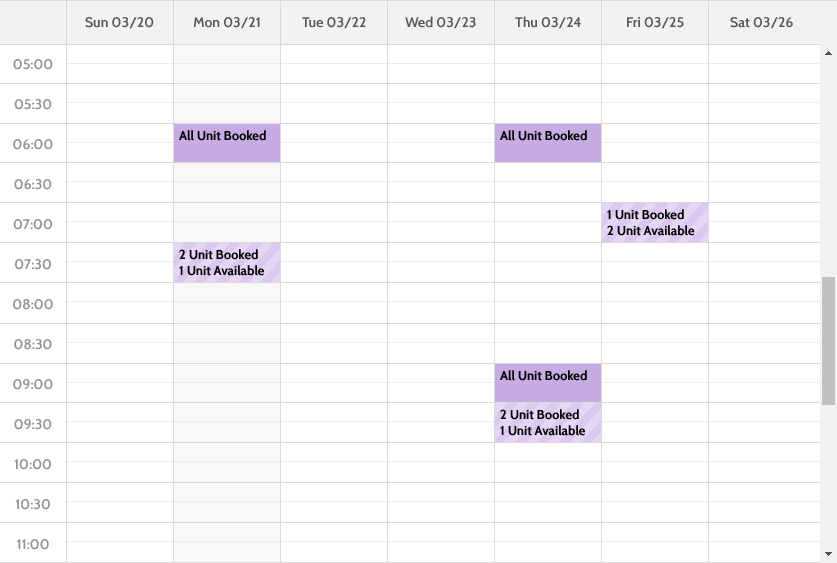 Sun 03/20 Mon 03/21 Tue 03/22 Wed 03/23 Thu 03/24 Fri 03/25 Sat 03/26
05:00
05:30
06:00 All Unit Booked All Unit Booked
06:30
07:00 1 Unit Booked
2 Unit Available
07:30 2 Unit Booked
1 Unit Available
08:00
08:30
09:00 All Unit Booked
09:30 2 Unit Booked
1 Unit Available
10:00
10:30
11:00